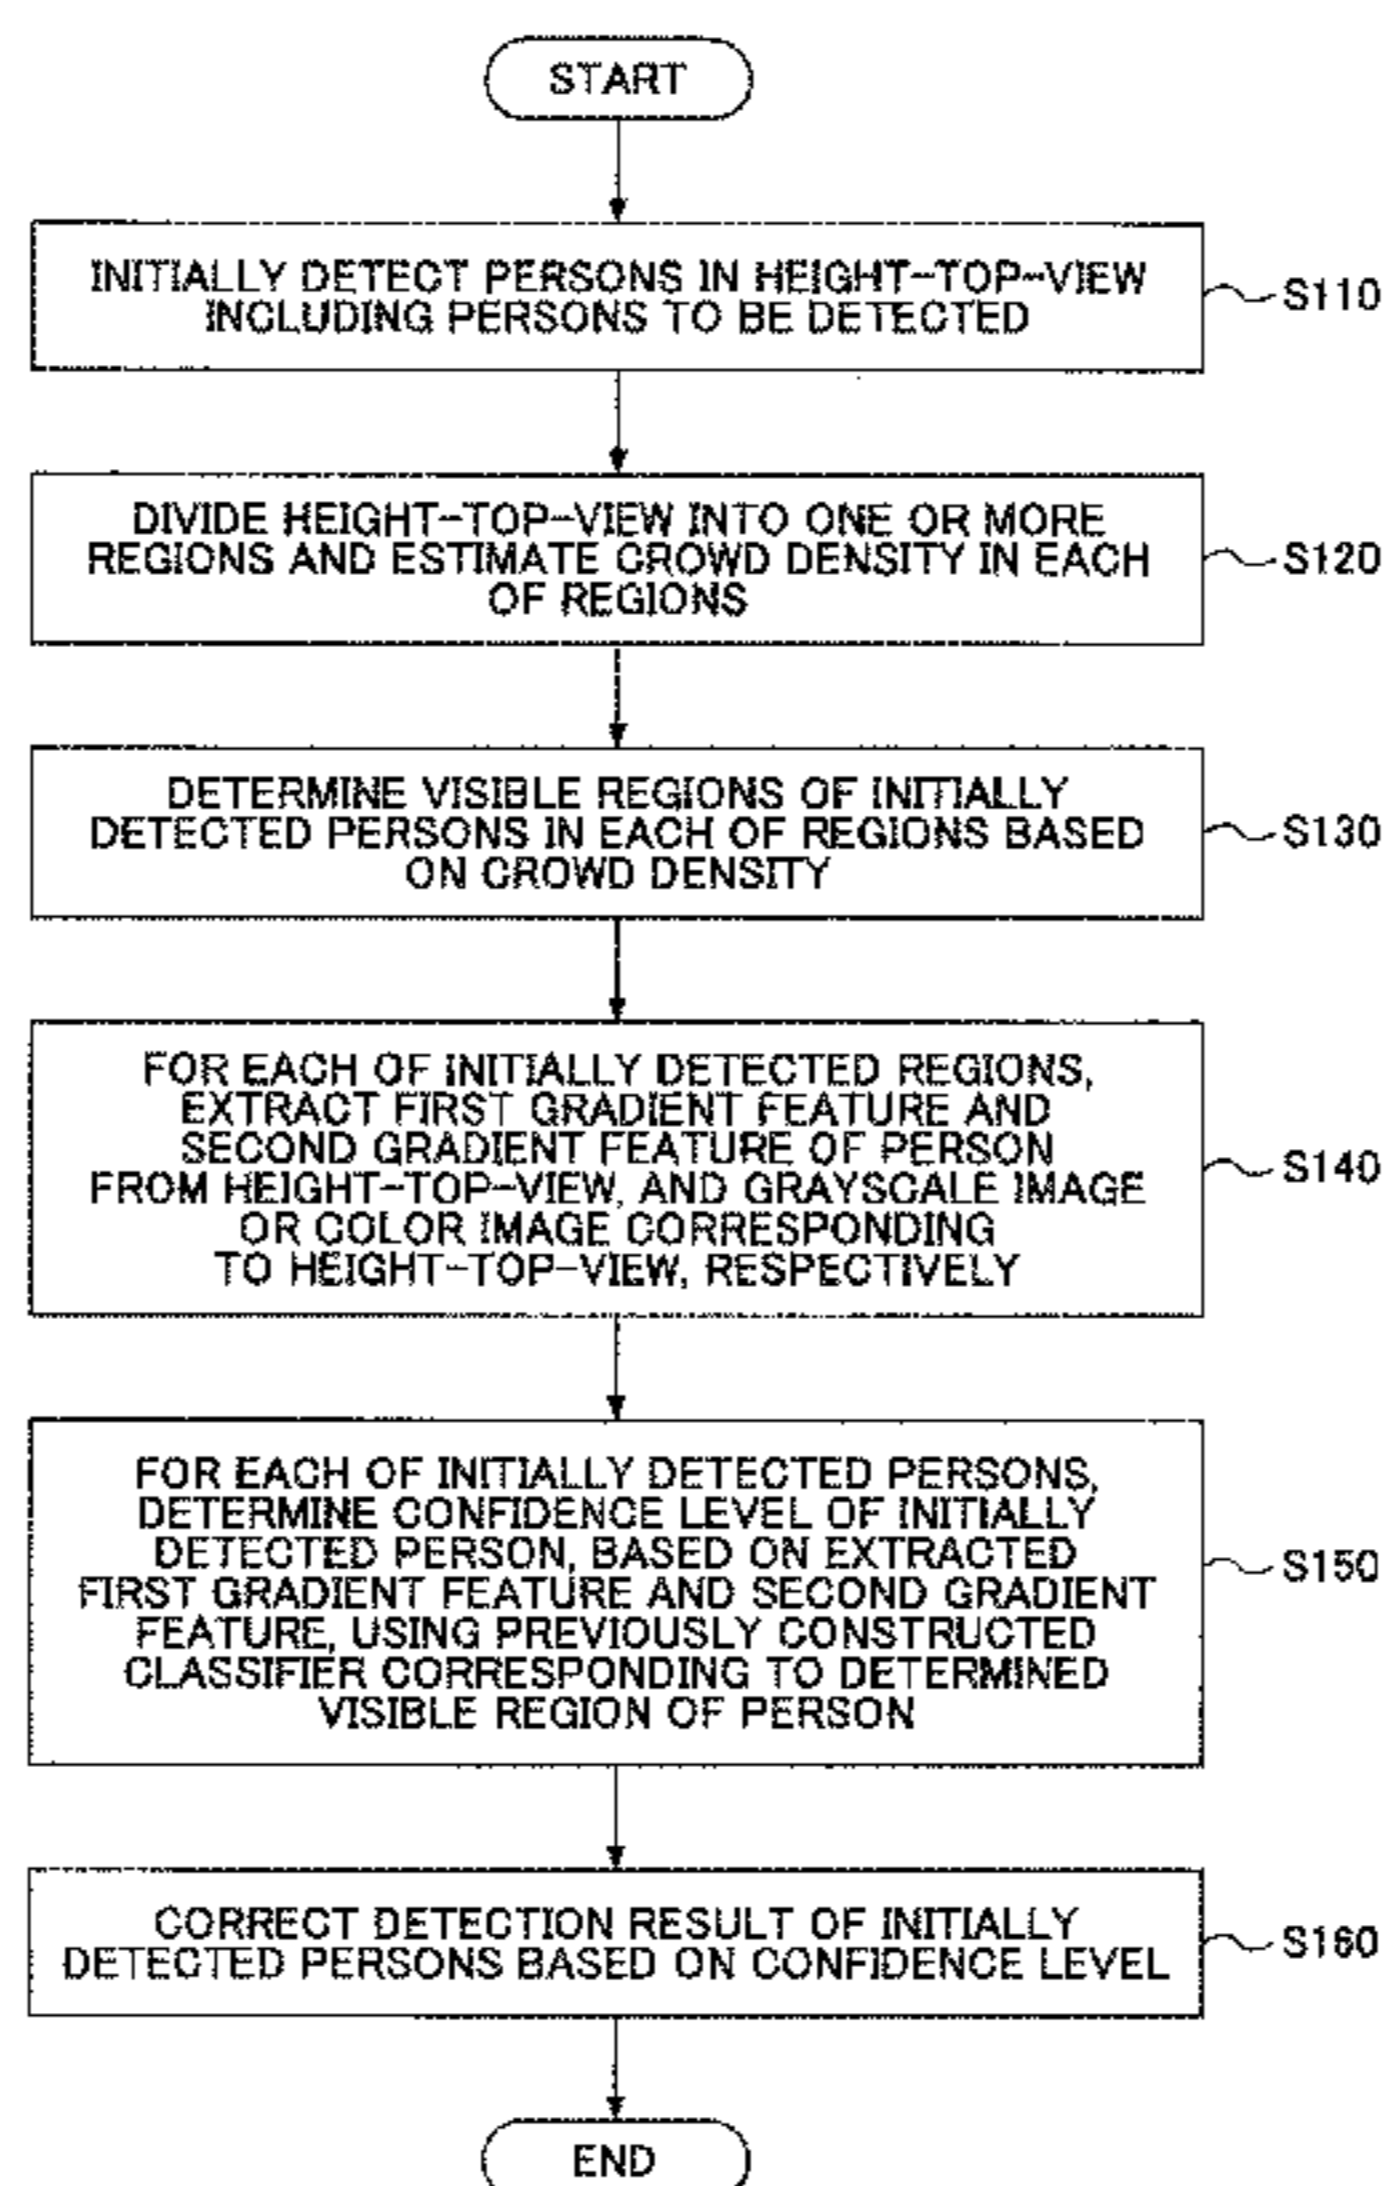 START
INITIALLY DETECT PERSONS IN HEIGHT-TOP-VIEW
INCLUDING PERSONS TO BE DETECTED
S110
DIVIDE HEIGHT-TOP-VIEW INTO ONE OR MORE
REGIONS AND ESTIMATE CROWD DENSITY IN EACH
OF REGIONS
S120
DETERMINE VISIBLE REGIONS OF INITIALLY
DETECTED PERSONS IN EACH OF REGIONS BASED
ON CROWD DENSITY
S130
FOR EACH OF INITIALLY DETECTED REGIONS,
EXTRACT FIRST GRADIENT FEATURE AND
SECOND GRADIENT FEATURE OF PERSON
FROM HEIGHT-TOP-VIEW, AND GRAYSCALE IMAGE
OR COLOR IMAGE CORRESPONDING
TO HEIGHT-TOP-VIEW, RESPECTIVELY
S140
FOR EACH OF INITIALLY DETECTED PERSONS,
DETERMINE CONFIDENCE LEVEL OF INITIALLY
DETECTED PERSON, BASED ON EXTRACTED
FIRST GRADIENT FEATURE AND SECOND GRADIENT
FEATURE, USING PREVIOUSLY CONSTRUCTED
CLASSIFIER CORRESPONDING TO DETERMINED
VISIBLE REGION OF PERSON
S150
CORRECT DETECTION RESULT OF INITIALLY
DETECTED PERSONS BASED ON CONFIDENCE LEVEL
S160
END